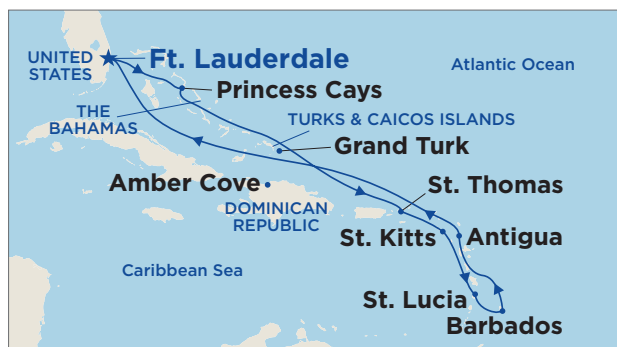 UNITED
STATES
Ft. Lauderdale
Atlantic Ocean
Princess Cays
THE
BAHAMAS
TURKS & CAICOS ISLANDS
Grand Turk
Amber Cove
St. Thomas
DOMINICAN
REPUBLIC
St. Kitts
Antigua
Caribbean Sea
St. Lucia
Barbados